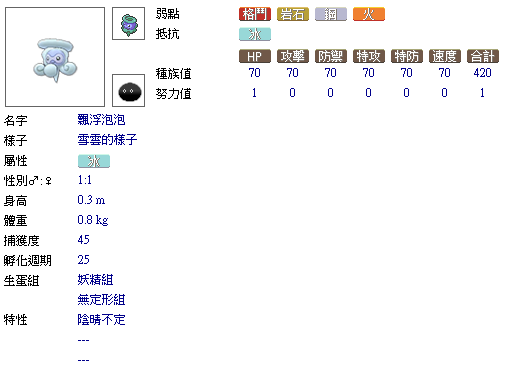 弱點 格鬥 岩石 鋼 火
抵抗 冰
HP 攻擊 防禦 特攻 特防 速度 合計
種族值 70 70 70 70 70 70 420
努力值 1 0 0 0 0 0 1
名字 飄浮泡泡
樣子 雪雲的樣子
屬性 冰
性別♂:♀ 1:1
身高 0.3 m
體重 0.8 kg
捕獲度 45
孵化週期 25
生蛋組 妖精組
無定形組
特性 陰晴不定
---
---